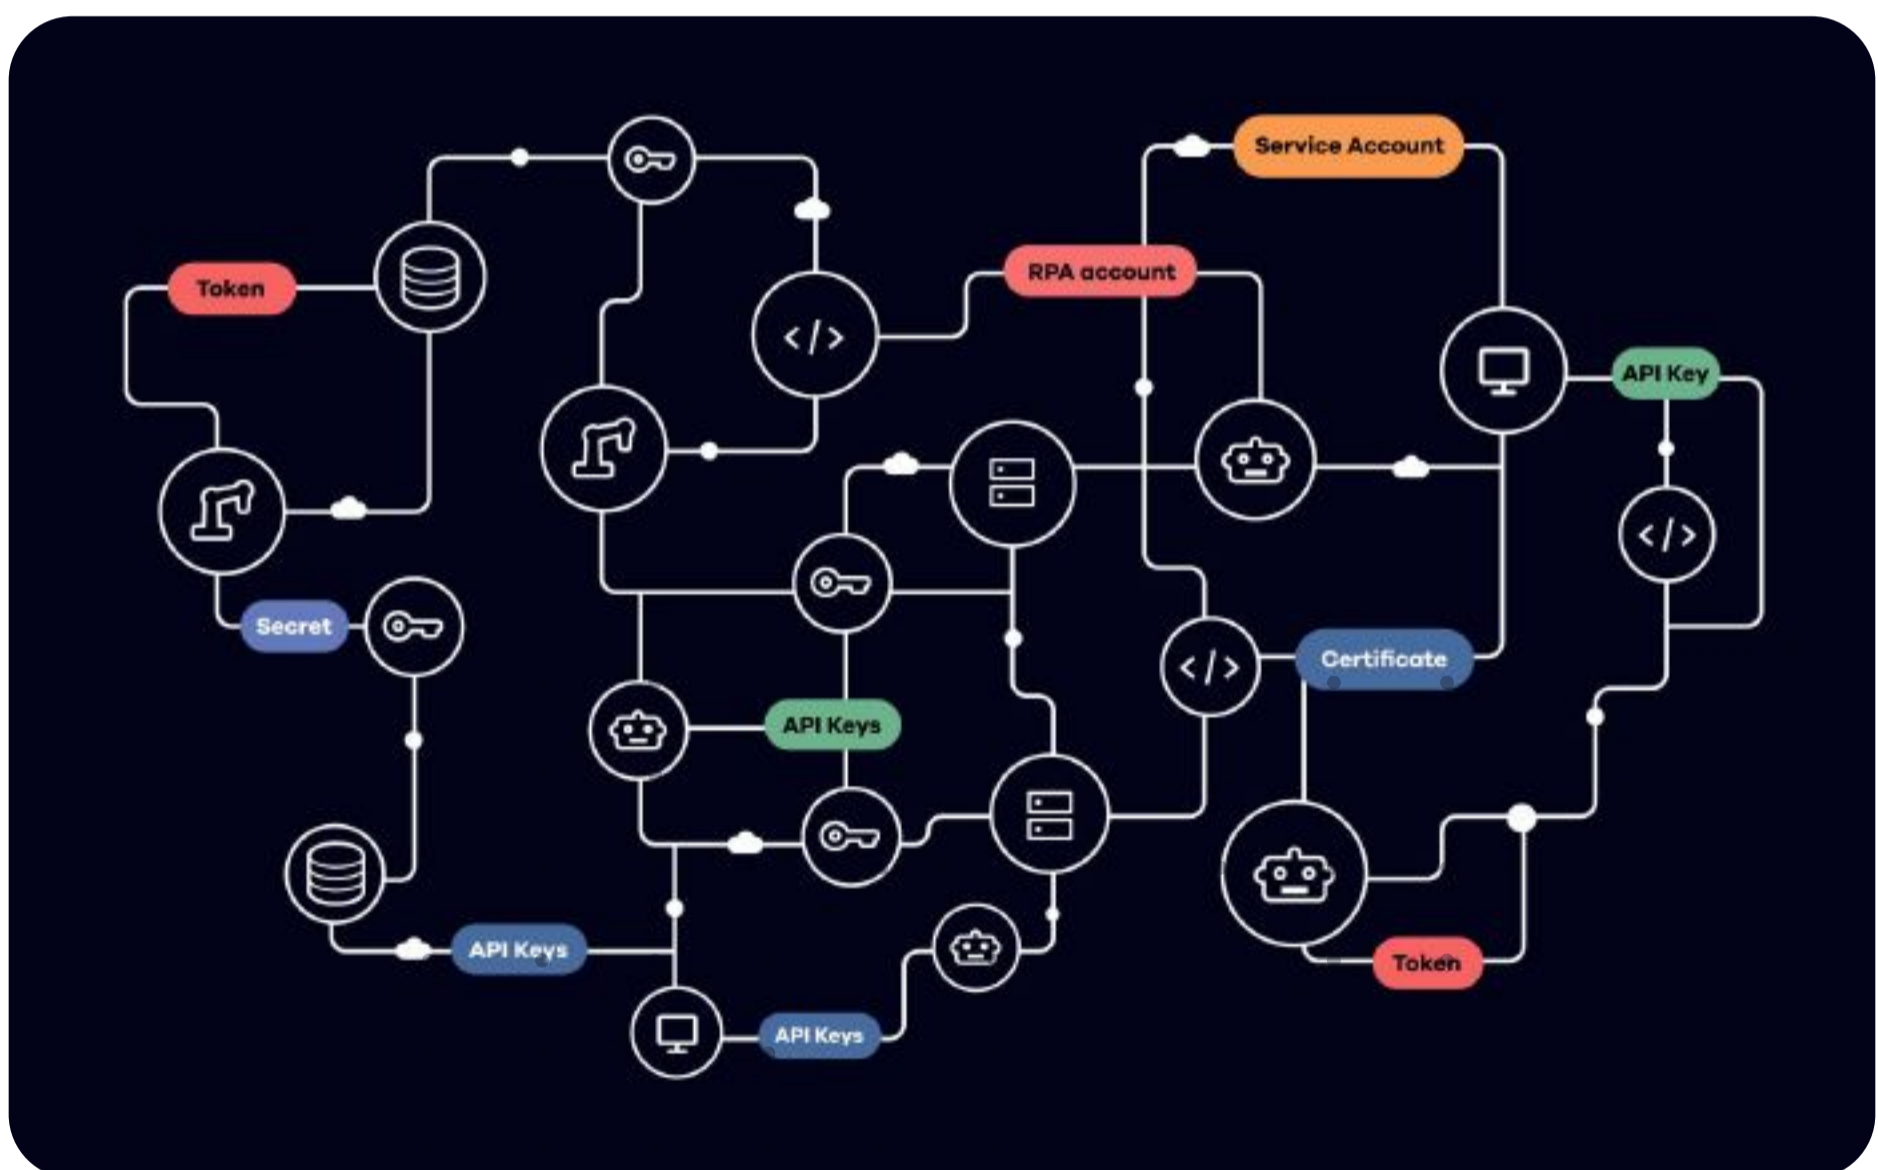 Service Account
RPA account
Token
API Key
</>
</>
Secret
Certificate
</>
API Keys
API Keys
Token
API Keys